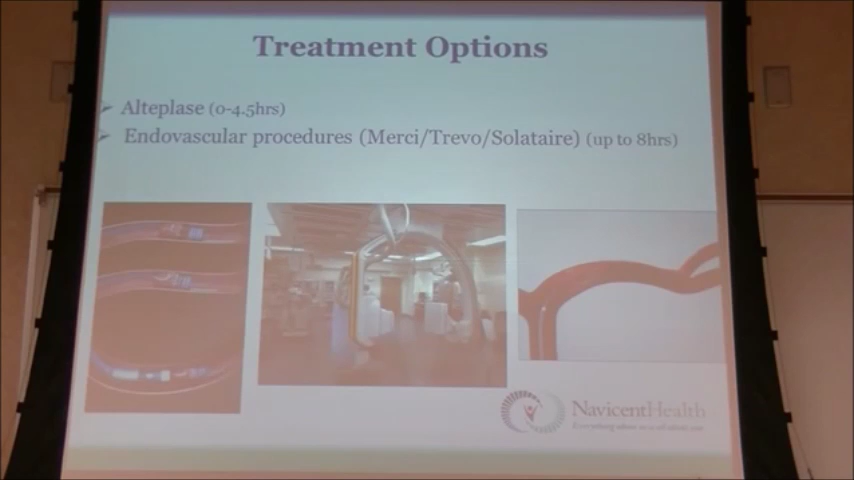 Treatment Options
Alteplase (0-4.5hrs)
Endovascular procedures (Merci/Trevo/Solataire) (up to 8hrs)
NavicentHealth